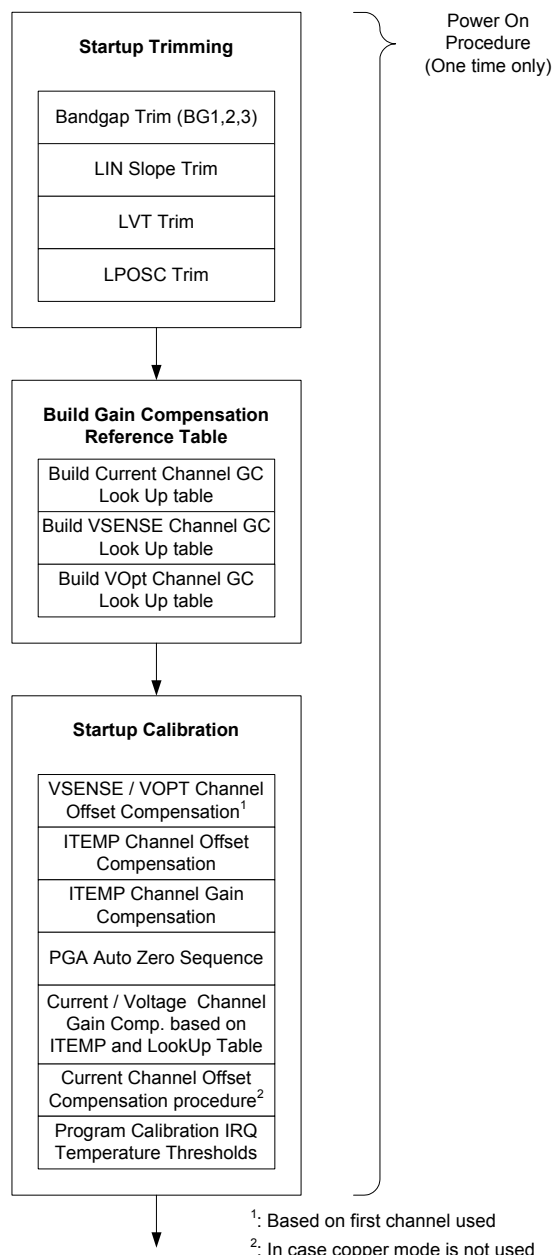 Power On
Procedure
(One time only)
Startup Trimming
Bandgap Trim (BG1,2,3)
LIN Slope Trim
LVT Trim
LPOSC Trim
Build Gain Compensation
Reference Table
Build Current Channel GC
Look Up table
Build VSENSE Channel GC
Look Up table
Build VOpt Channel GC
Look Up table
Startup Calibration
VSENSE / VOPT Channel
Offset Compensation¹
ITEMP Channel Offset
Compensation
ITEMP Channel Gain
Compensation
PGA Auto Zero Sequence
Current / Voltage Channel
Gain Comp. based on
ITEMP and LookUp Table
Current Channel Offset
Compensation procedure²
Program Calibration IRQ
Temperature Thresholds
¹: Based on first channel used
²: In case copper mode is not used